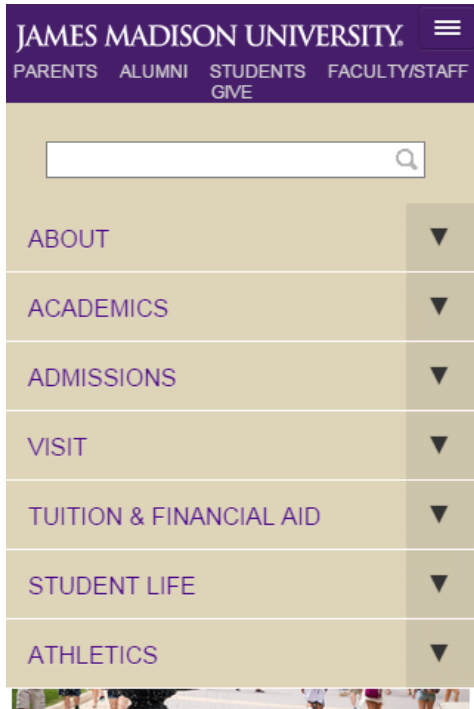 JAMES MADISON UNIVERSITY.
PARENTS ALUMNI STUDENTS FACULTY/STAFF
GIVE
ABOUT
ACADEMICS
ADMISSIONS
VISIT
TUITION & FINANCIAL AID
STUDENT LIFE
ATHLETICS